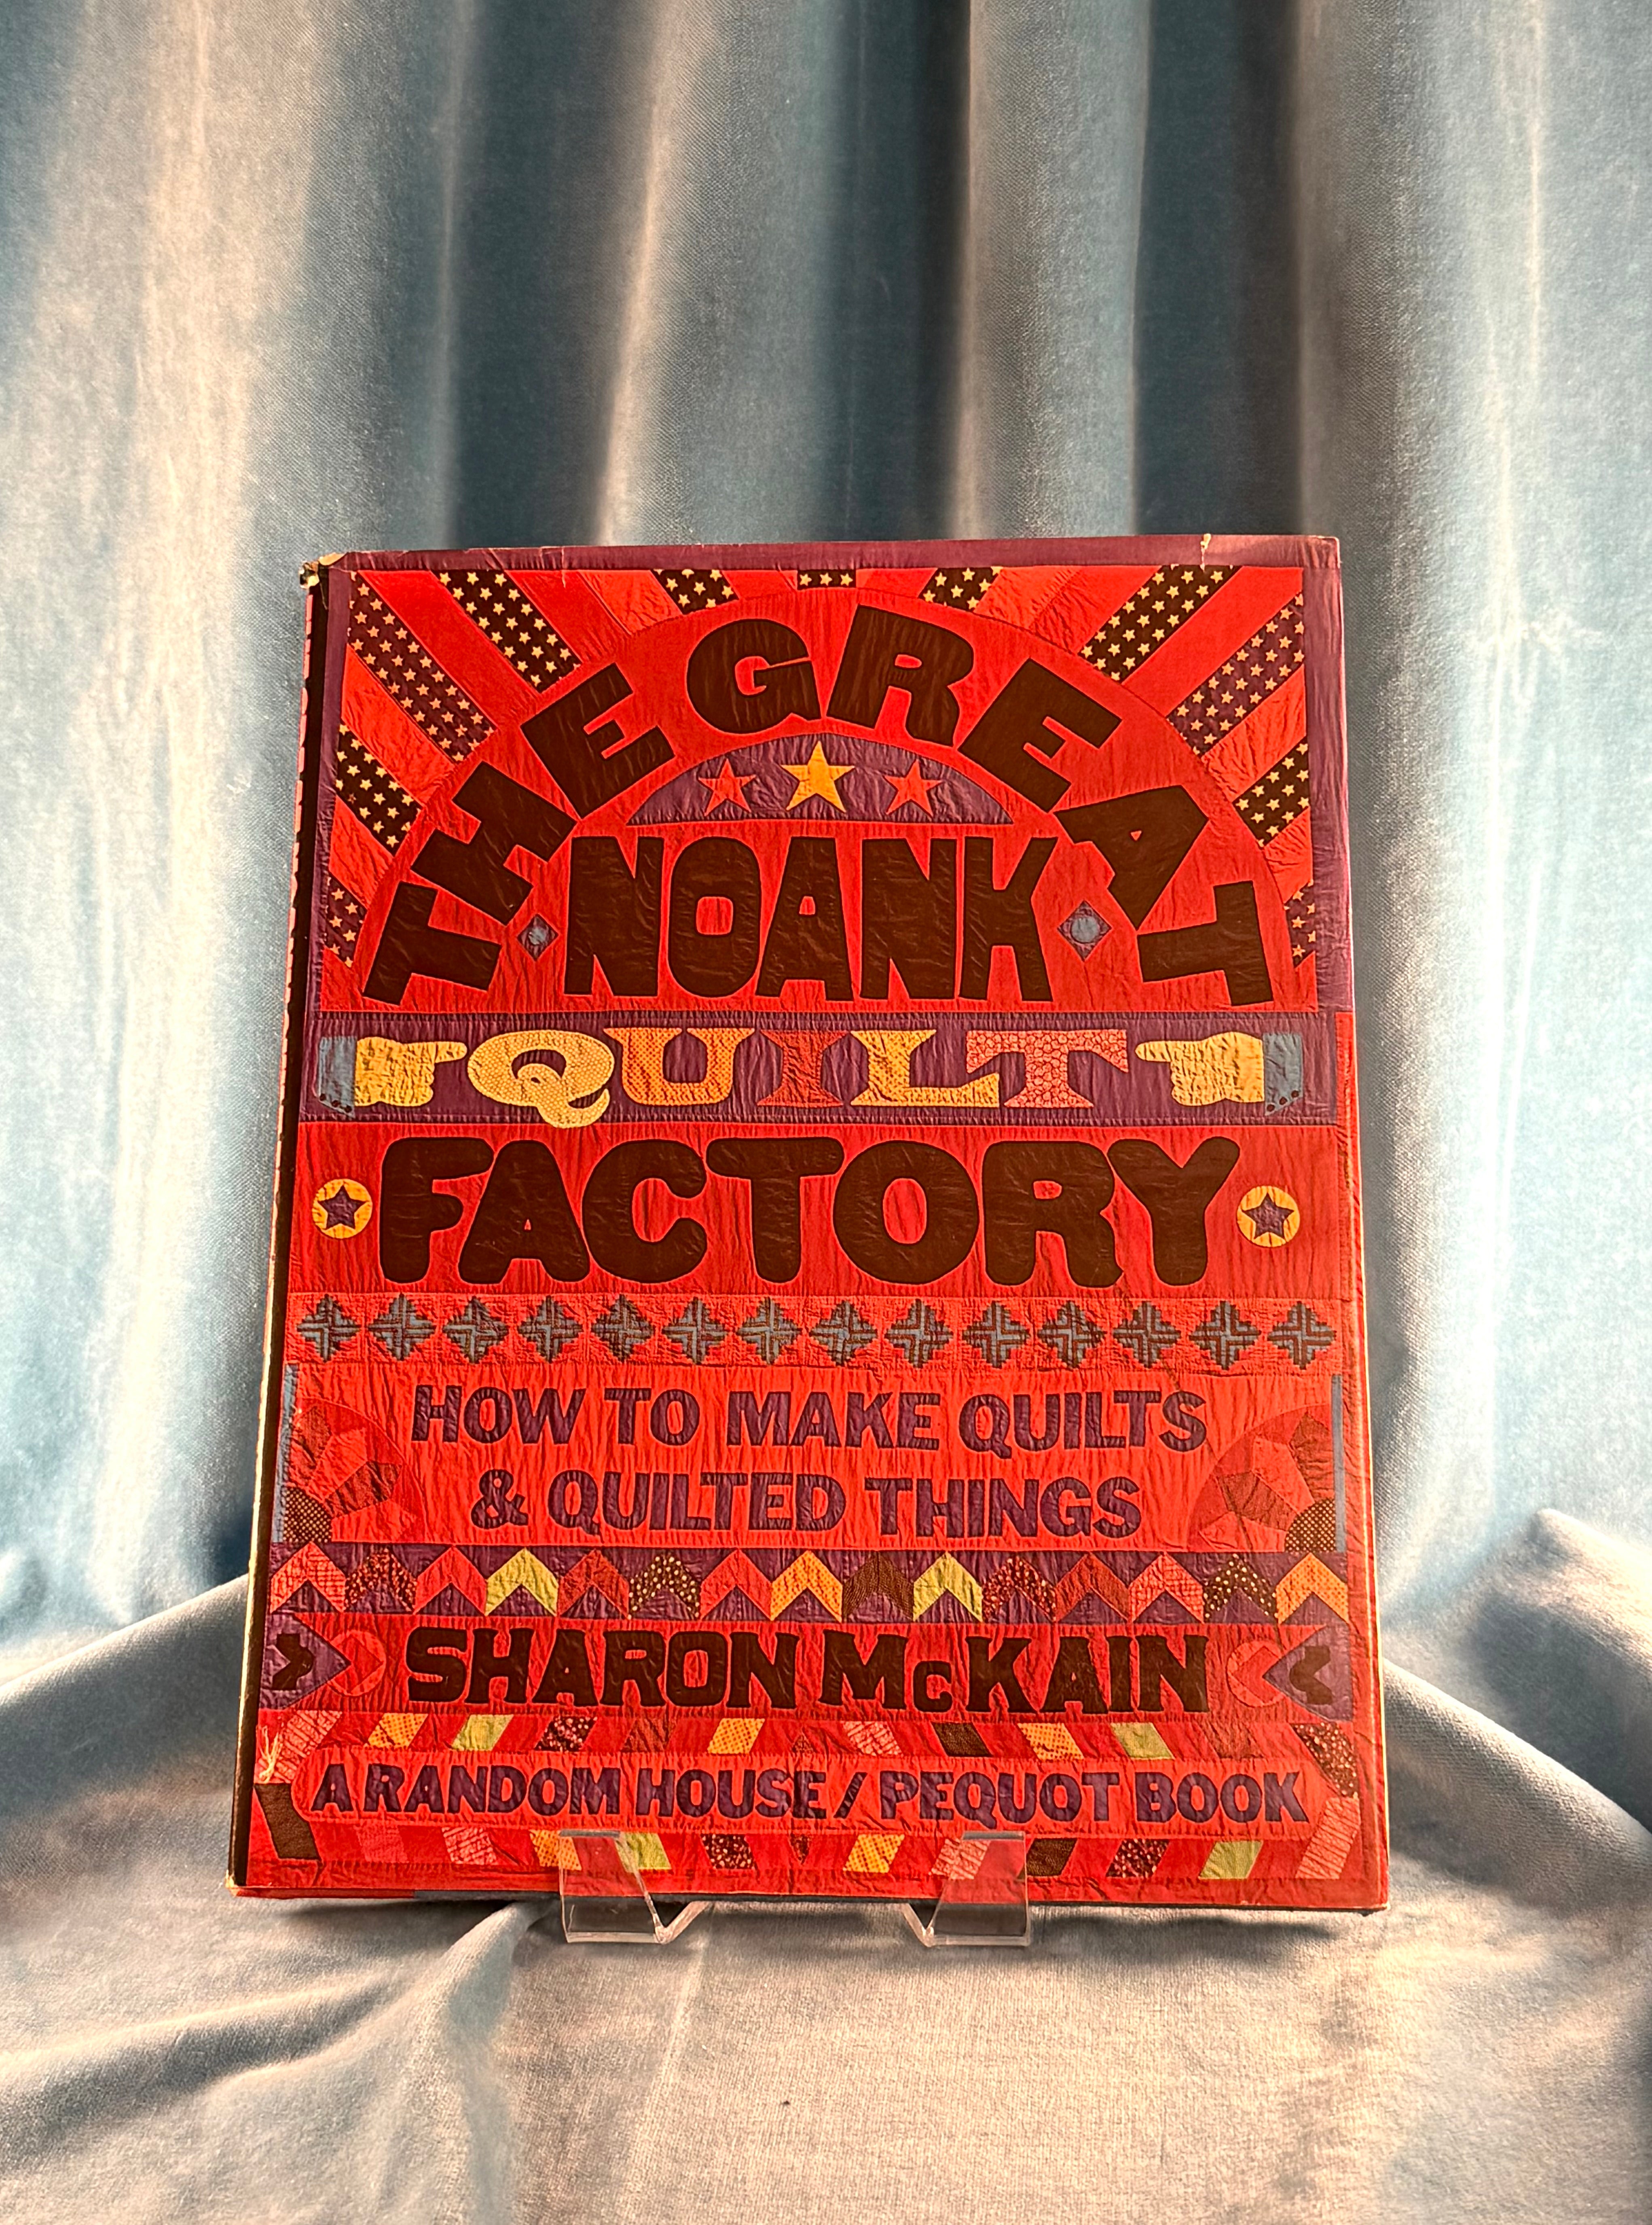 THE GREAT
NOANK
QUILT
FACTORY
HOW TO MAKE QUILTS
& QUILTED THINGS
SHARON McKAIN
A RANDOM HOUSE / PEQUOT BOOK